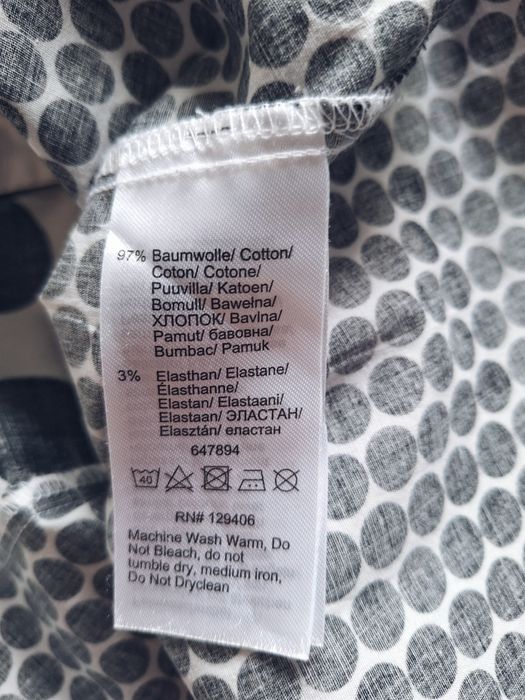 97% Baumwolle/ Cotton/
Coton/ Cotone/
Puuvilla/ Katoen/
Bomull/ Bawełna/
ХЛОПОК/ Bavlna/
Pamut/ бавовна/
Bumbac/ Pamuk
3% Elasthan/ Elastane/
Élasthanne/
Elastan/ Elastaani/
Elastaan/ ЭЛАСТАН/
Elasztán/ еластан
647894
40
RN# 129406
Machine Wash Warm, Do
Not Bleach, do not
tumble dry, medium iron,
Do Not Dryclean